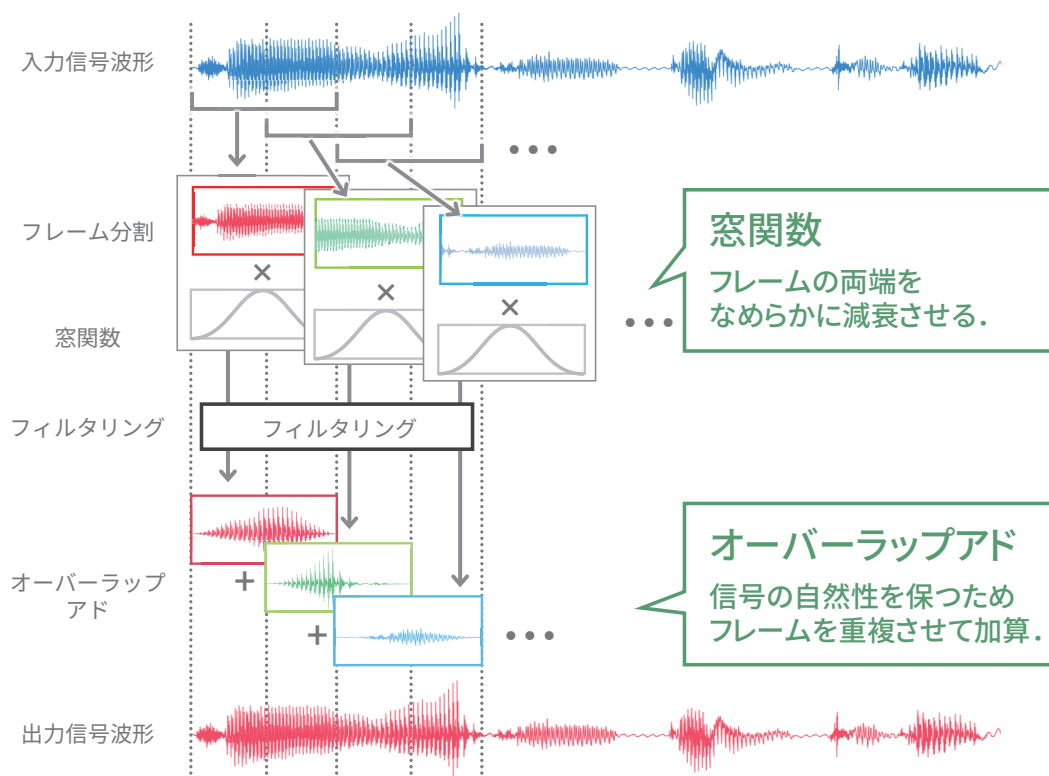 入力信号波形
•••
フレーム分割
×
×
×
窓関数
•••
窓関数
フレームの両端を
なめらかに減衰させる.
フィルタリング
フィルタリング
オーバーラップ
アド
+
+
•••
オーバーラップアド
信号の自然性を保つため
フレームを重複させて加算.
出力信号波形